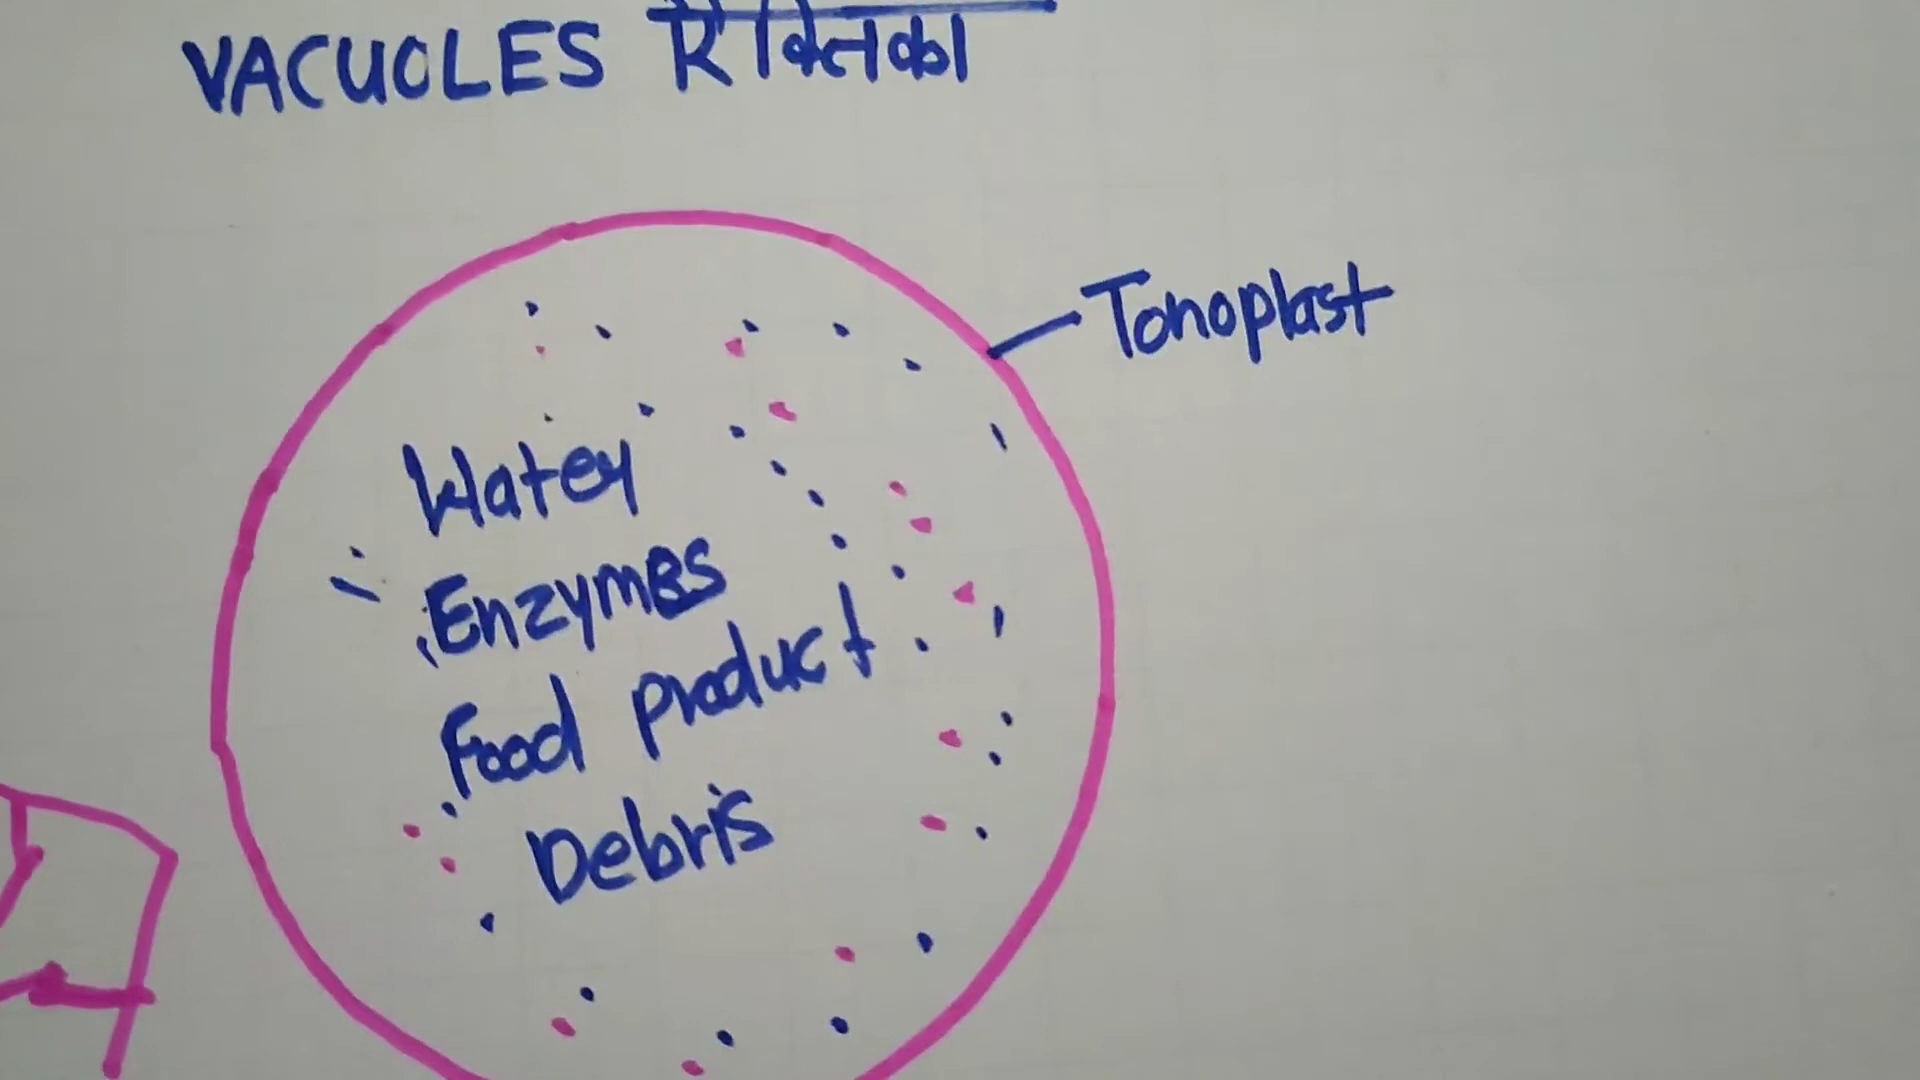 VACUOLES रिक्तिका
Tonoplast
Water
Enzymes
Food product
Debris